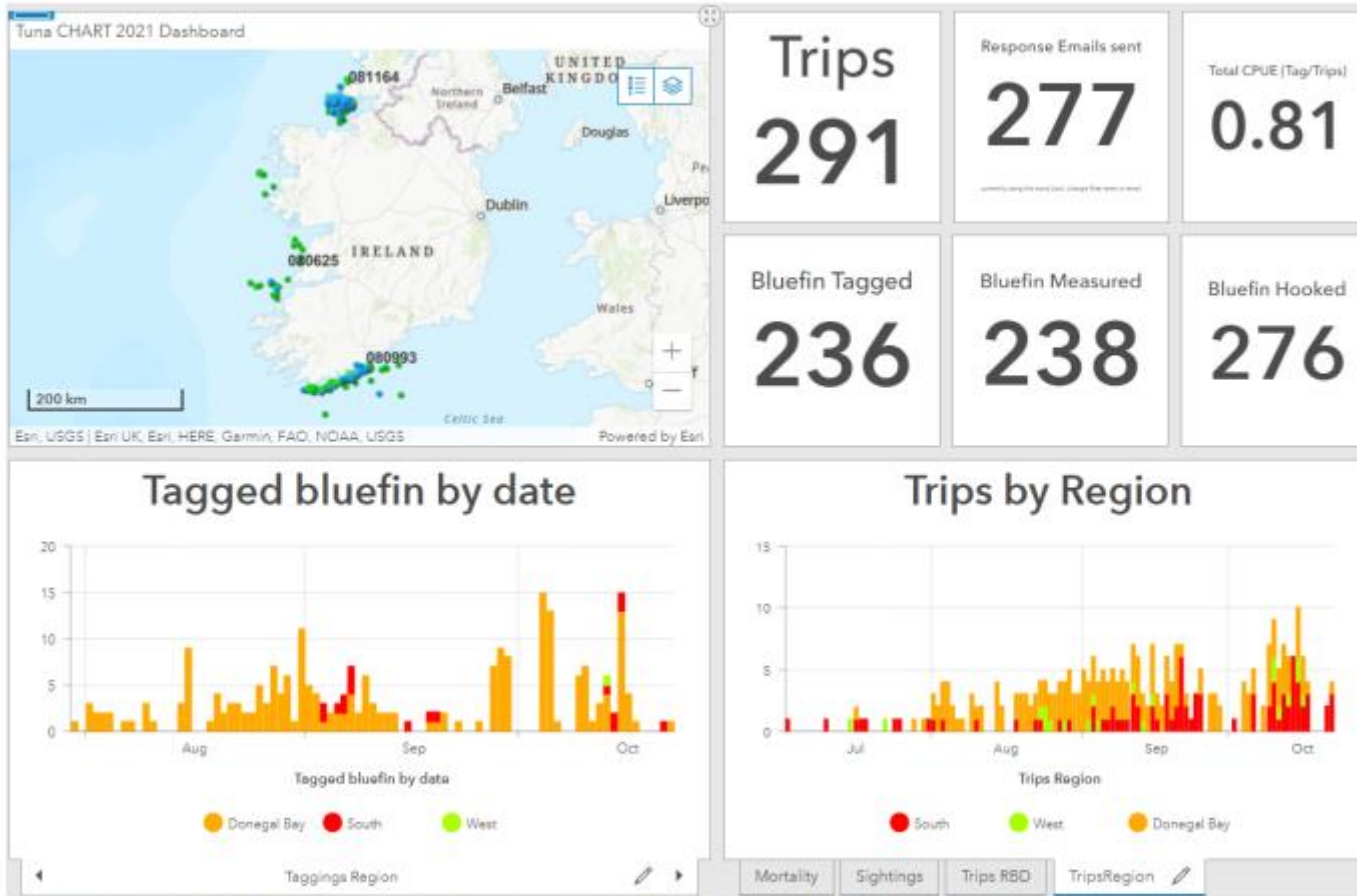 Tuna CHART 2021 Dashboard
081164
UNITED
KINGDO
Northern
Ireland
Belfast
Douglas
Dublin
Liverpo
IRELAND
080625
Wales
080993
200 km
Celtic Sea
Esri, USGS | Esri UK, Esri, HERE, Garmin, FAO, NOAA, USGS
Powered by Esri
Trips
291
Response Emails sent
277
Total CPUE (Tag/Trips)
0.81
Bluefin Tagged
236
Bluefin Measured
238
Bluefin Hooked
276
Tagged bluefin by date
20
15
10
5
0
Aug Sep Oct
Tagged bluefin by date
Donegal Bay South West
Taggings Region
Trips by Region
15
10
5
0
Jul Aug Sep Oct
Trips Region
South West Donegal Bay
Mortality Sightings Trips RBD TripsRegion